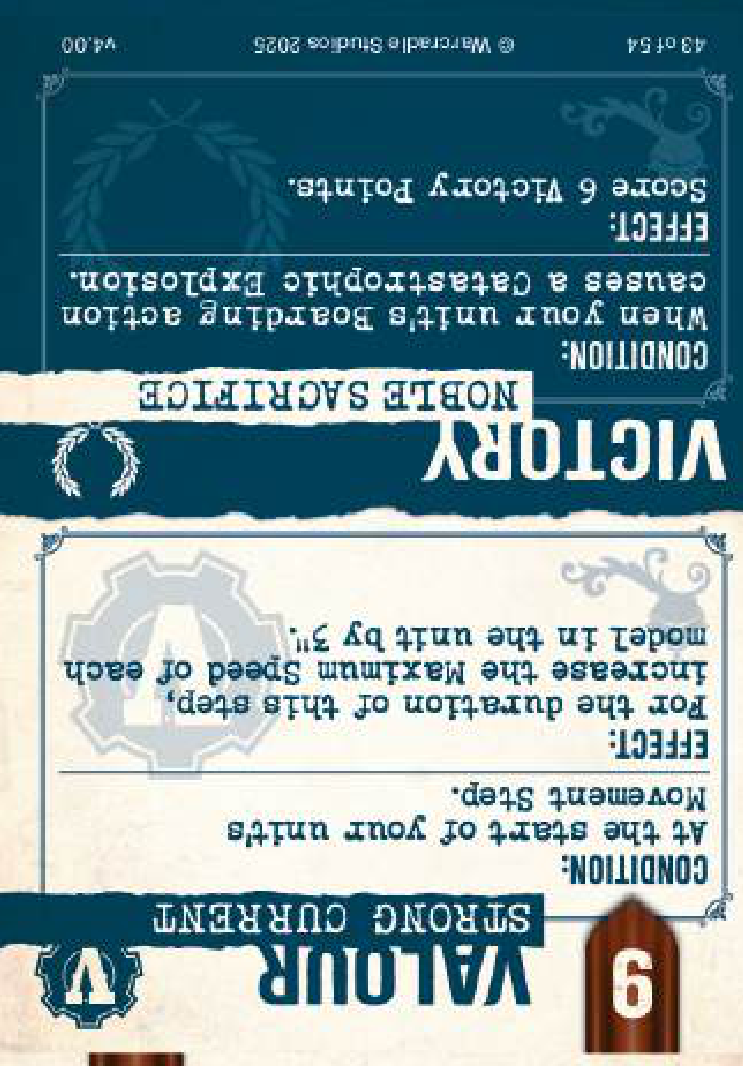 6
VALOUR
STRONG CURRENT
CONDITION:
At the start of your unit's
Movement Step.
EFFECT:
For the duration of this step,
increase the Maximum Speed of each
model in the unit by 3".
VICTORY
NOBLE SACRIFICE
CONDITION:
When your unit's Boarding action
causes a Catastrophic Explosion.
EFFECT:
Score 6 Victory Points.
43 of 54 © Warcradle Studios 2025 v4.00